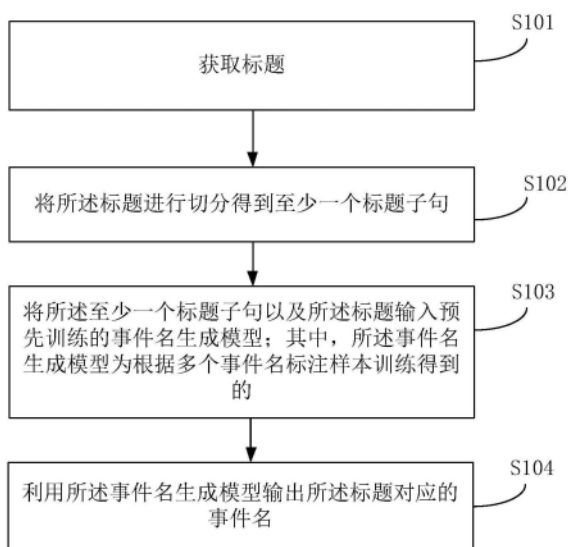 S101
获取标题
S102
将所述标题进行切分得到至少一个标题子句
S103
将所述至少一个标题子句以及所述标题输入预
先训练的事件名生成模型；其中，所述事件名
生成模型为根据多个事件名标注样本训练得到
的
S104
利用所述事件名生成模型输出所述标题对应的
事件名